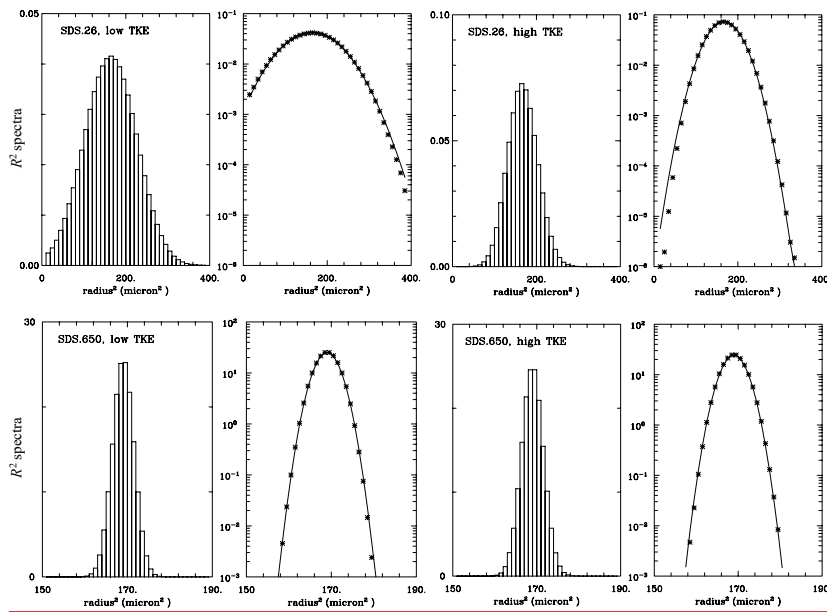 0.05
SDS.26, low TKE
R² spectra
0.00
0 200. 400.
radius² (micron² )
10⁻¹
10⁻²
10⁻³
10⁻⁴
10⁻⁵
10⁻⁶
0 200. 400.
radius² (micron² )
0.10
SDS.26, high TKE
0.05
0.00
0 200. 400.
radius² (micron² )
10⁻¹
10⁻²
10⁻³
10⁻⁴
10⁻⁵
10⁻⁶
0 200. 400.
radius² (micron² )
30
SDS.650, low TKE
R² spectra
0
150 170. 190.
radius² (micron² )
10²
10¹
10⁰
10⁻¹
10⁻²
10⁻³
150 170. 190.
radius² (micron² )
30
SDS.650, high TKE
0
150. 170. 190.
radius² (micron² )
10²
10¹
10⁰
10⁻¹
10⁻²
10⁻³
150. 170. 190.
radius² (micron² )